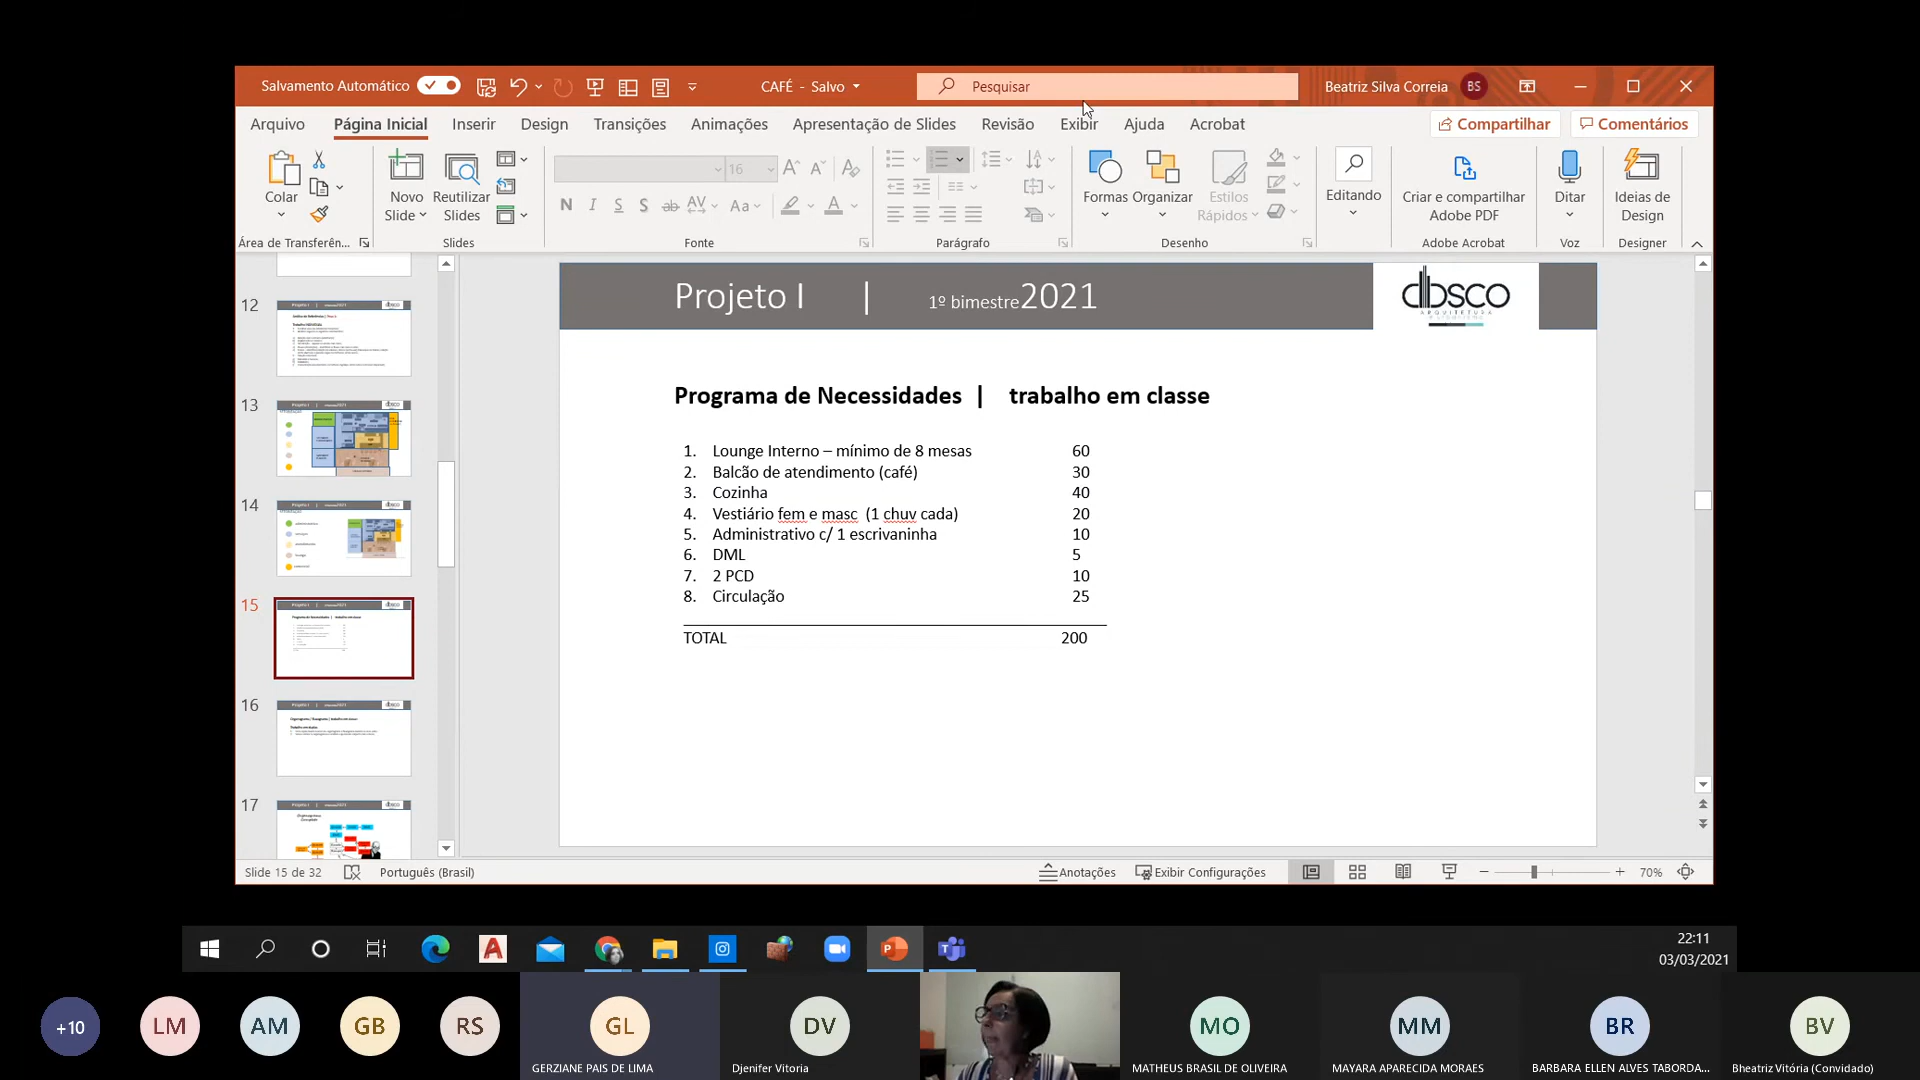 Salvamento Automático
CAFÉ - Salvo
Pesquisar
Beatriz Silva Correia
BS
Arquivo
Página Inicial
Inserir
Design
Transições
Animações
Apresentação de Slides
Revisão
Exibir
Ajuda
Acrobat
Compartilhar
Comentários
Colar
Novo
Slide
Reutilizar
Slides
16
N I S S ab AV Aa A
Formas
Organizar
Estilos
Rápidos
Editando
Criar e compartilhar
Adobe PDF
Ditar
Ideias de
Design
Área de Transferên...
Slides
Fonte
Parágrafo
Desenho
Adobe Acrobat
Voz
Designer
12
13
14
15
16
17
Projeto I | 1º bimestre2021
dbsco
ARQUITETURA
Programa de Necessidades | trabalho em classe
1. Lounge Interno – mínimo de 8 mesas 60
2. Balcão de atendimento (café) 30
3. Cozinha 40
4. Vestiário fem e masc (1 chuv cada) 20
5. Administrativo c/ 1 escrivaninha 10
6. DML 5
7. 2 PCD 10
8. Circulação 25
TOTAL 200
Slide 15 de 32
Português (Brasil)
Anotações
Exibir Configurações
70%
22:11
03/03/2021
+10
LM
AM
GB
RS
GL
GERZIANE PAIS DE LIMA
DV
Djenifer Vitoria
MO
MATHEUS BRASIL DE OLIVEIRA
MM
MAYARA APARECIDA MORAES
BR
BARBARA ELLEN ALVES TABORDA...
BV
Bheatriz Vitória (Convidado)